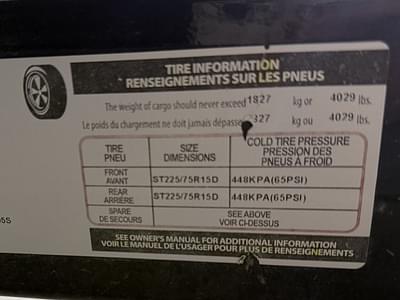 TIRE INFORMATION
RENSEIGNEMENTS SUR LES PNEUS
The weight of cargo should never exceed 1827 kg or 4029 lbs.
Le poids du chargement ne doit jamais dépasser 327 kg ou 4029 lbs.
TIRE PNEU SIZE DIMENSIONS COLD TIRE PRESSURE PRESSION DES PNEUS À FROID
FRONT AVANT ST225/75R15D 448KPA(65PSI)
REAR ARRIÈRE ST225/75R15D 448KPA(65PSI)
SPARE DE SECOURS SEE ABOVE VOIR CI-DESSUS
05S
SEE OWNER'S MANUAL FOR ADDITIONAL INFORMATION
VOIR LE MANUEL DE L'USAGER POUR PLUS DE RENSEIGNEMENTS